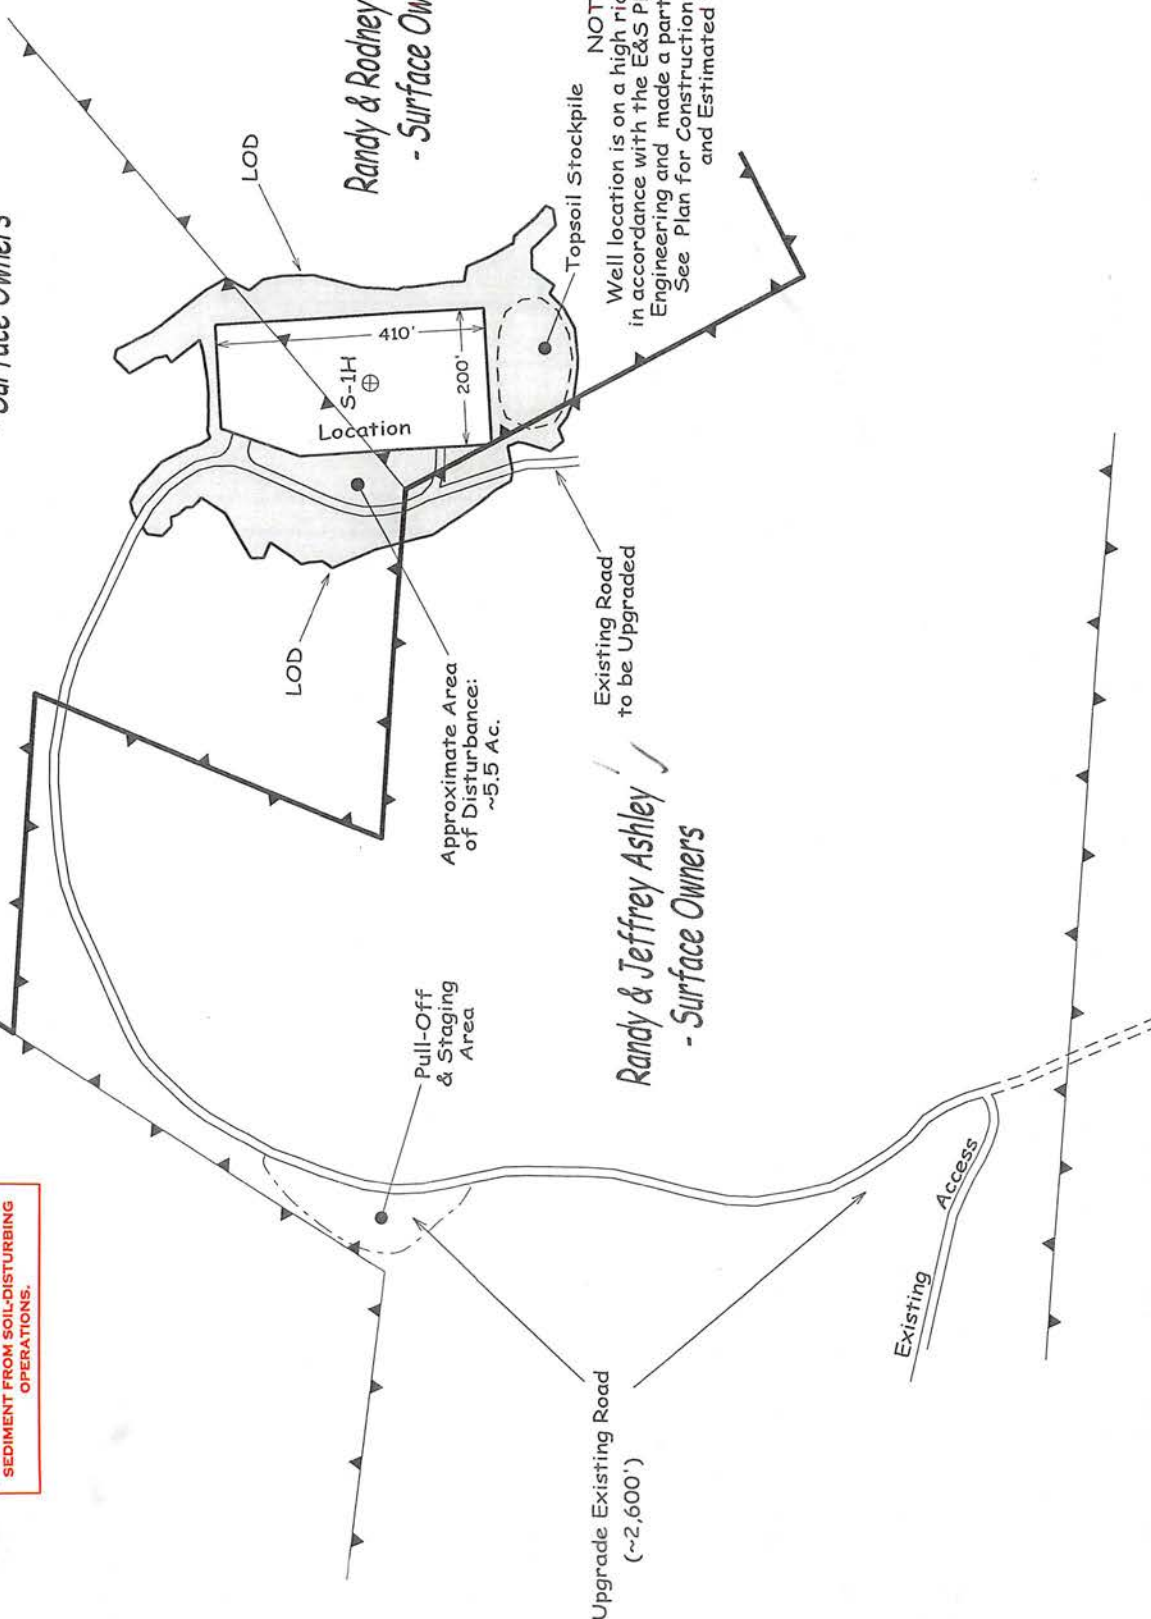 SEDIMENT FROM SOIL-DISTURBING
OPERATIONS.
Surface Owners
Randy & Rodney
- Surface
LOD
Topsoil Stockpile
Well location is on a high
in accordance with the E&S
Engineering and made a part
See Plan for Construction
and Estimated
410'
200'
S-1H
Location
LOD
Approximate Area
of Disturbance:
~5.5 Ac.
Existing Road
to be Upgraded
Randy & Jeffrey Ashley
- Surface Owners
Pull-Off
& Staging
Area
Upgrade Existing Road
(~2,600')
Existing
Access